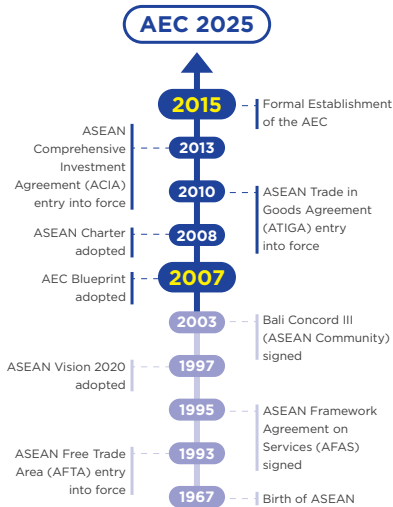 AEC 2025
2015
Formal Establishment
of the AEC
ASEAN
Comprehensive
Investment
Agreement (ACIA)
entry into force
2013
2010
ASEAN Trade in
Goods Agreement
(ATIGA) entry
into force
ASEAN Charter
adopted
2008
AEC Blueprint
adopted
2007
2003
Bali Concord III
(ASEAN Community)
signed
ASEAN Vision 2020
adopted
1997
1995
ASEAN Framework
Agreement on
Services (AFAS)
signed
ASEAN Free Trade
Area (AFTA) entry
into force
1993
1967
Birth of ASEAN